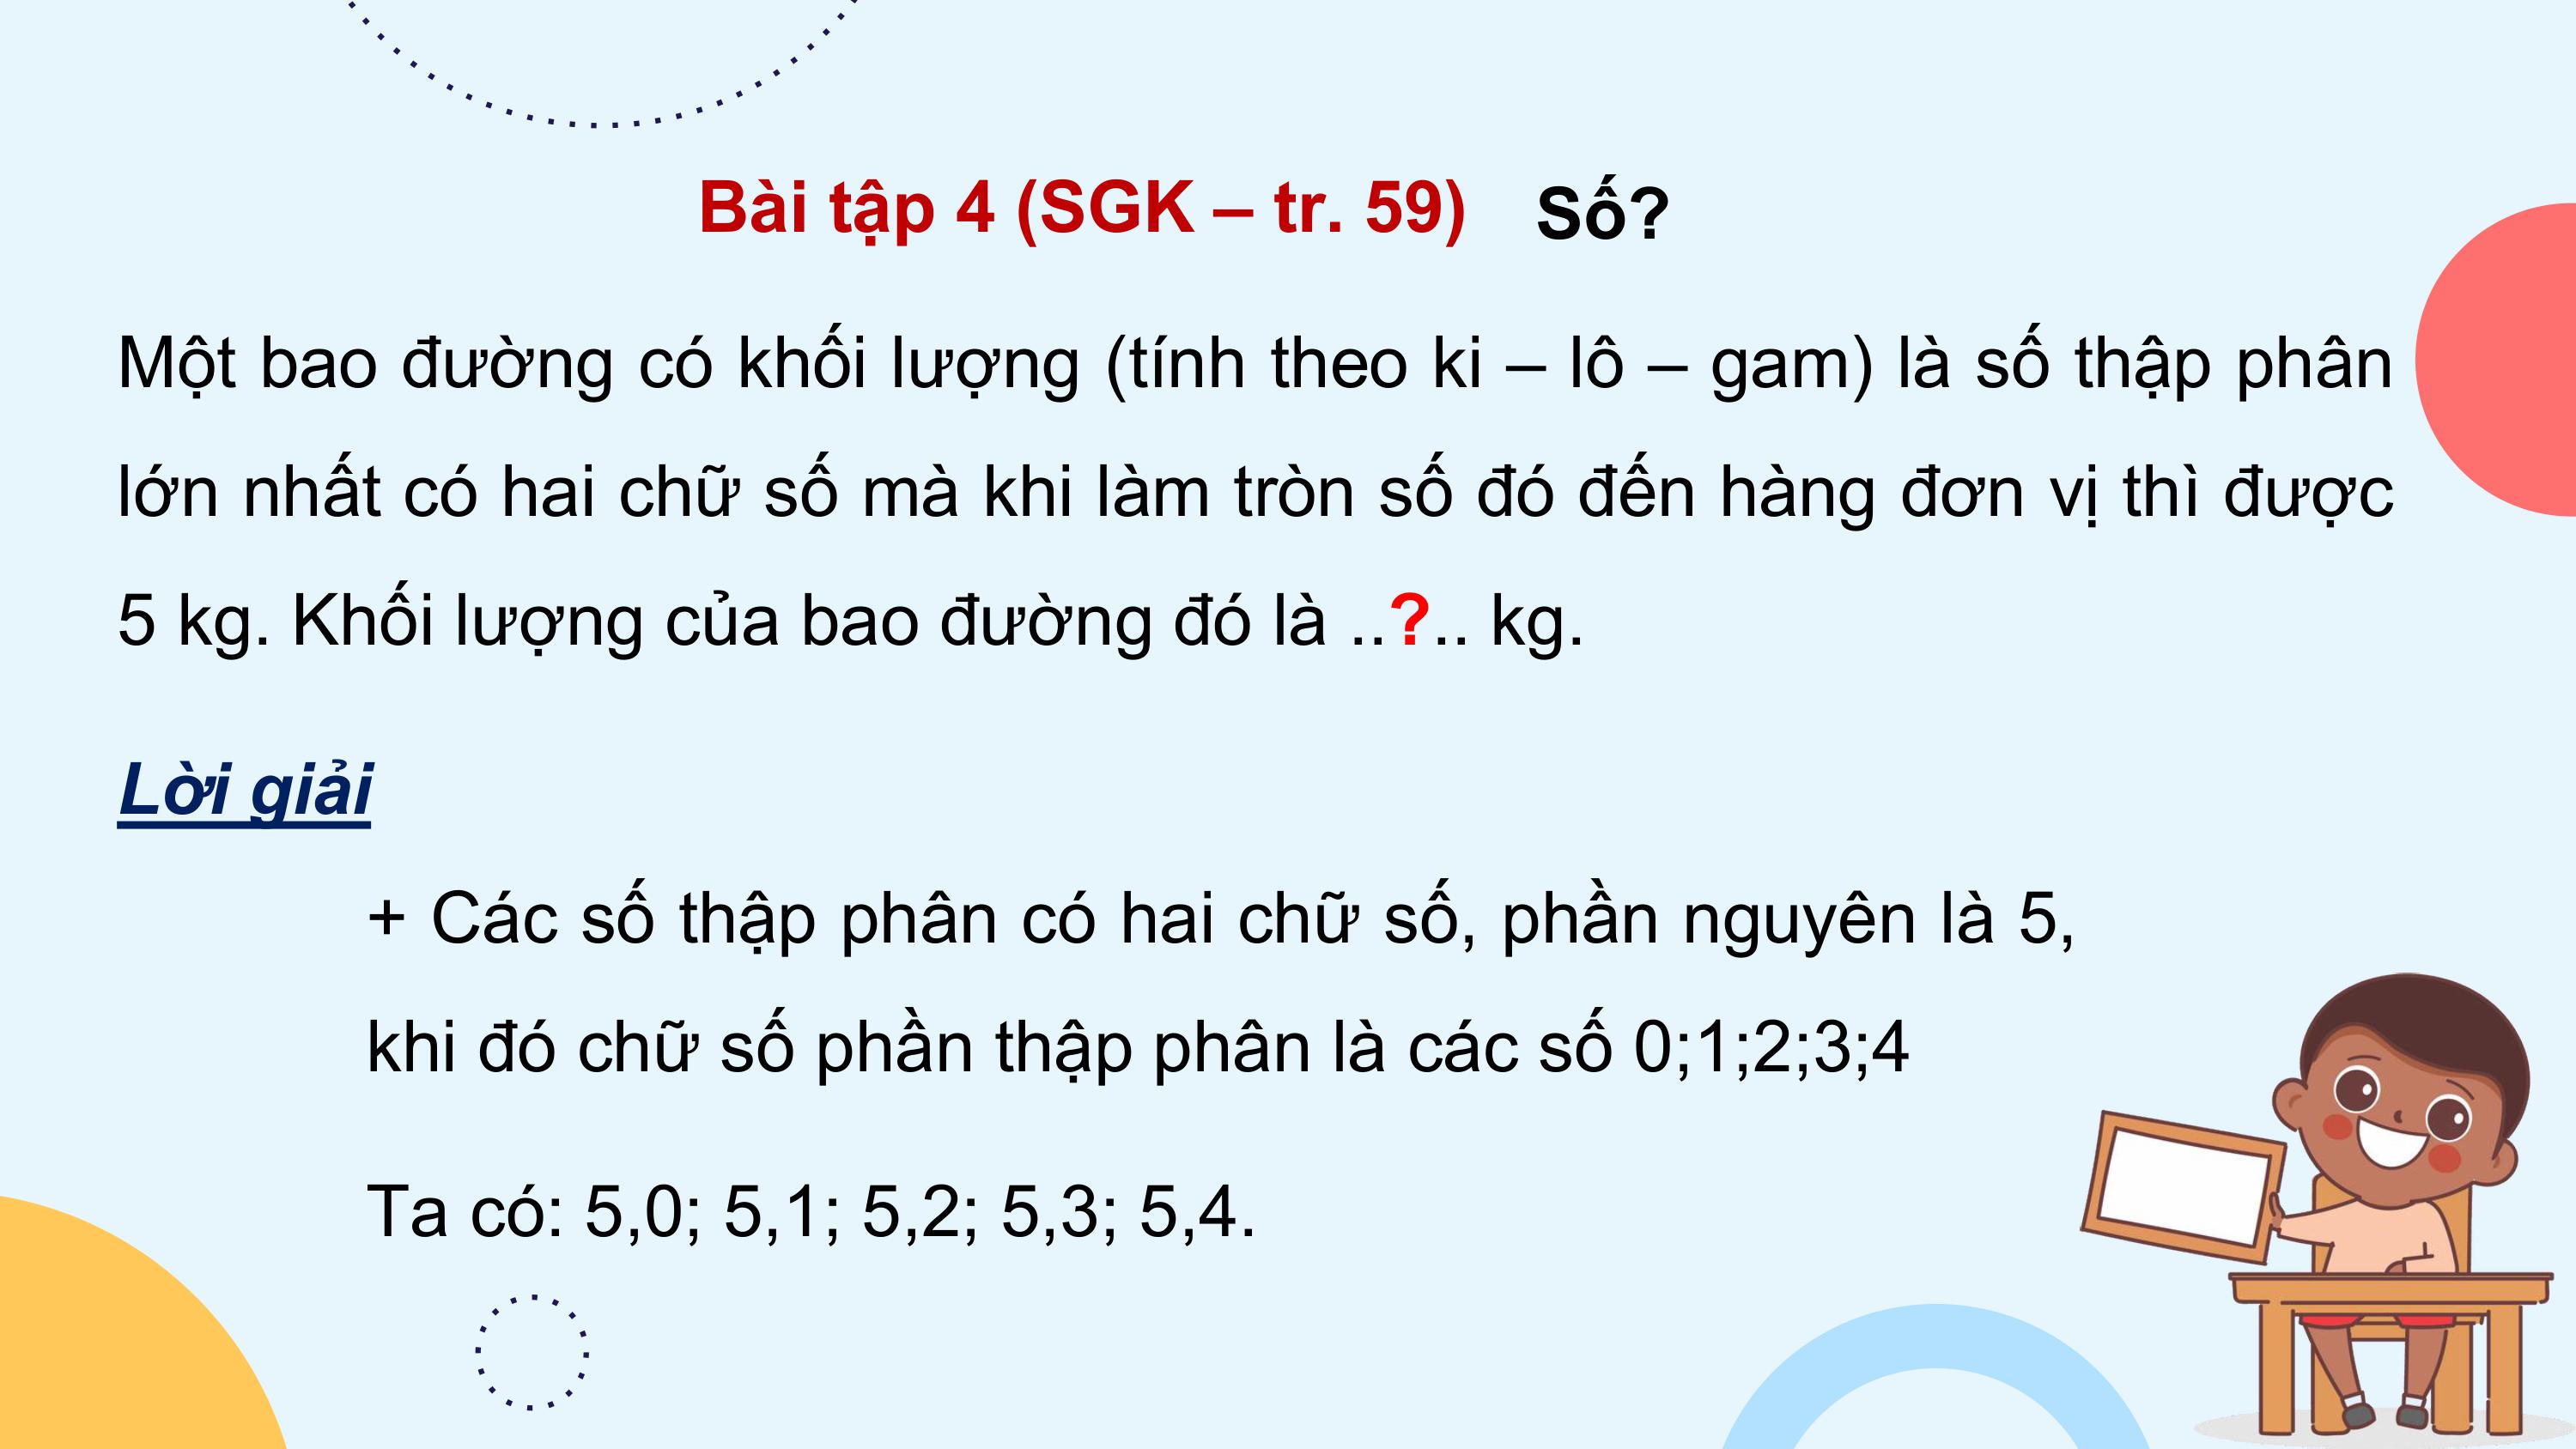 Bài tập 4 (SGK – tr. 59) Số?
Một bao đường có khối lượng (tính theo ki – lô – gam) là số thập phân
lớn nhất có hai chữ số mà khi làm tròn số đó đến hàng đơn vị thì được
5 kg. Khối lượng của bao đường đó là ..?.. kg.
Lời giải
+ Các số thập phân có hai chữ số, phần nguyên là 5,
khi đó chữ số phần thập phân là các số 0;1;2;3;4
Ta có: 5,0; 5,1; 5,2; 5,3; 5,4.